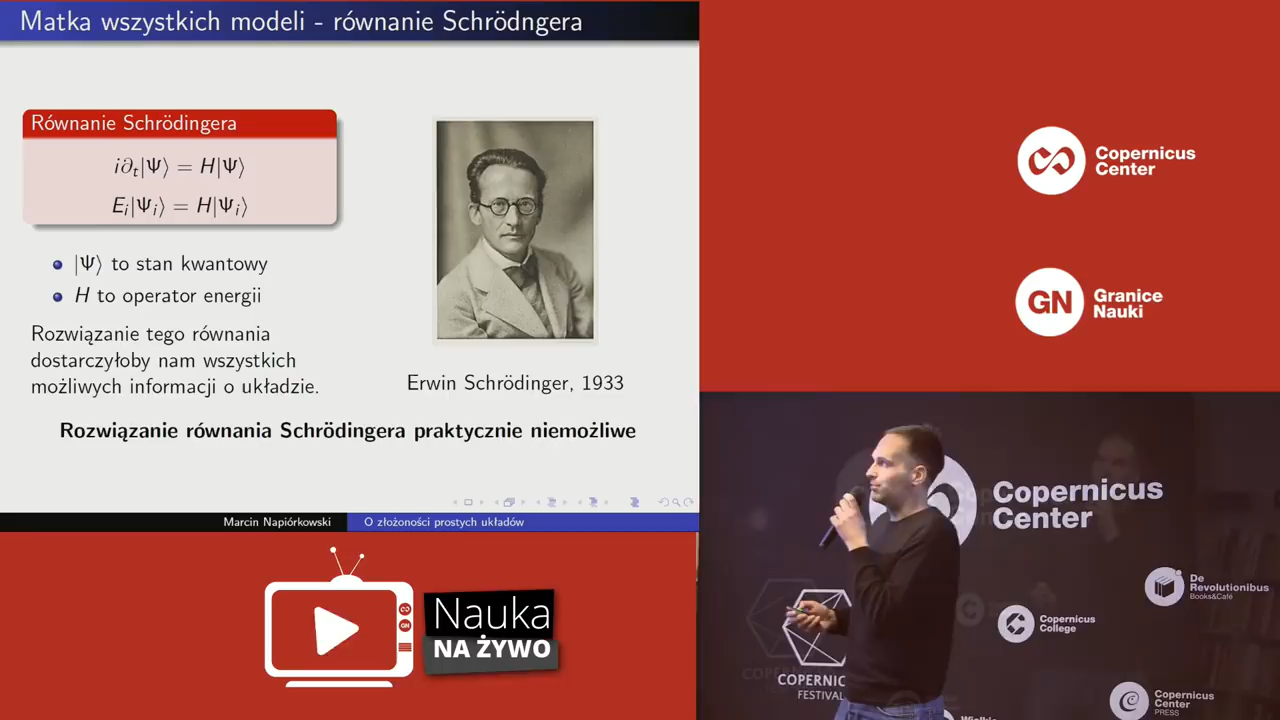 Matka wszystkich modeli - równanie Schrödngera
Równanie Schrödingera
i∂ₜ|Ψ⟩ = H|Ψ⟩
Eᵢ|Ψᵢ⟩ = H|Ψᵢ⟩
|Ψ⟩ to stan kwantowy
H to operator energii
Rozwiązanie tego równania
dostarczyłoby nam wszystkich
możliwych informacji o układzie.
Erwin Schrödinger, 1933
Rozwiązanie równania Schrödingera praktycznie niemożliwe
Marcin Napiórkowski
O złożoności prostych układów
Nauka
NA ŻYWO
Copernicus
Center
GN
Granice
Nauki
Copernicus
Center
De
Revolutionibus
Books&Café
Copernicus
College
COPERNIC
FESTIVAL
Copernicus
Center
PRESS